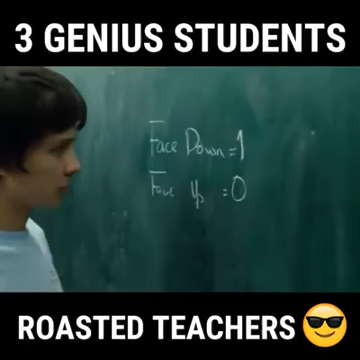 3 GENIUS STUDENTS
Face Down = 1
Face Up = 0
ROASTED TEACHERS 😎